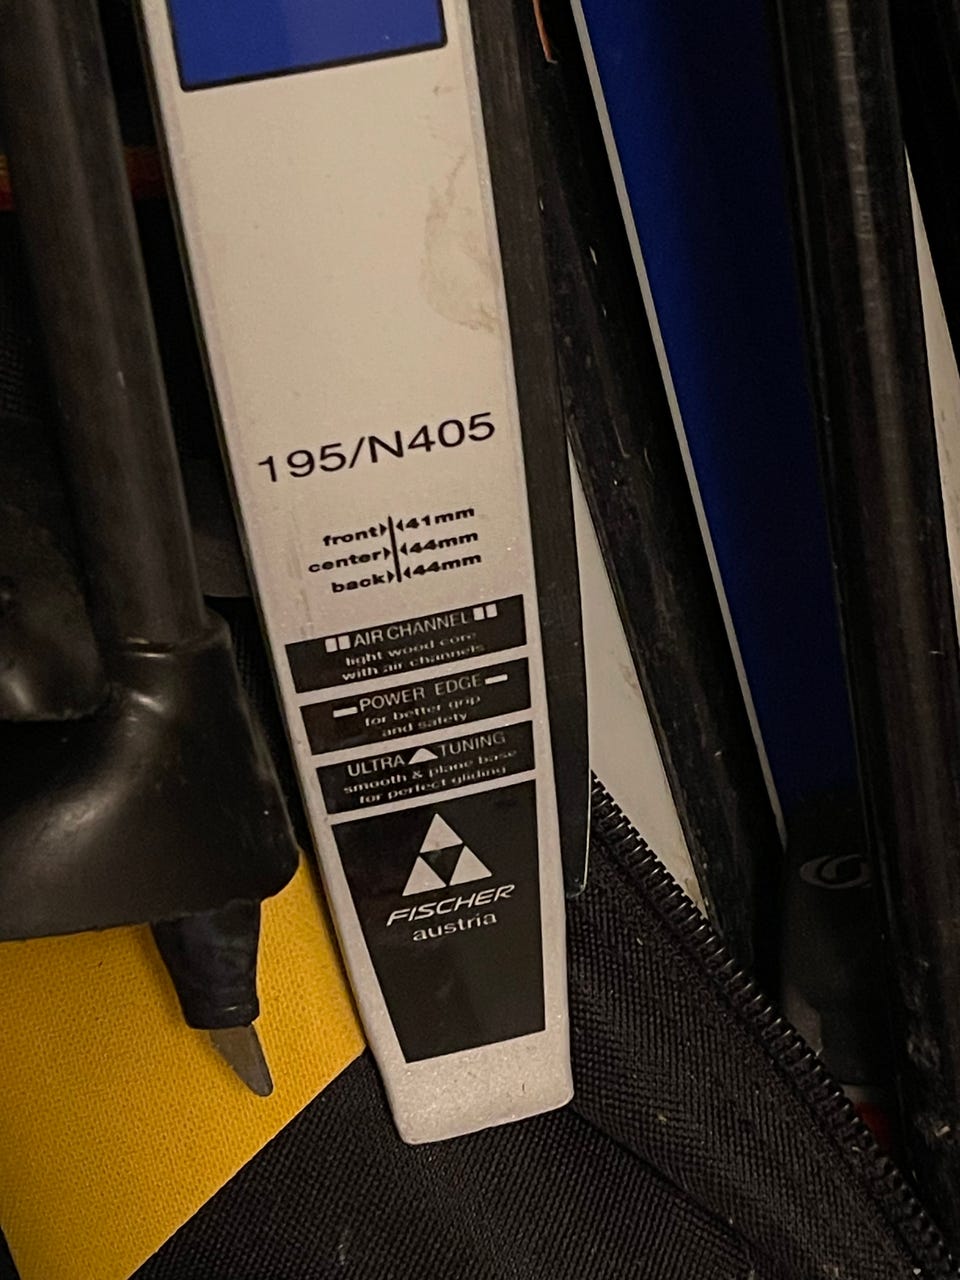 195/N405
front 41mm
center 44mm
back 44mm
AIR CHANNEL
light wood core
with air channels
POWER EDGE
for better grip
and safety
ULTRA TUNING
smooth & plane base
for perfect gliding
FISCHER
austria